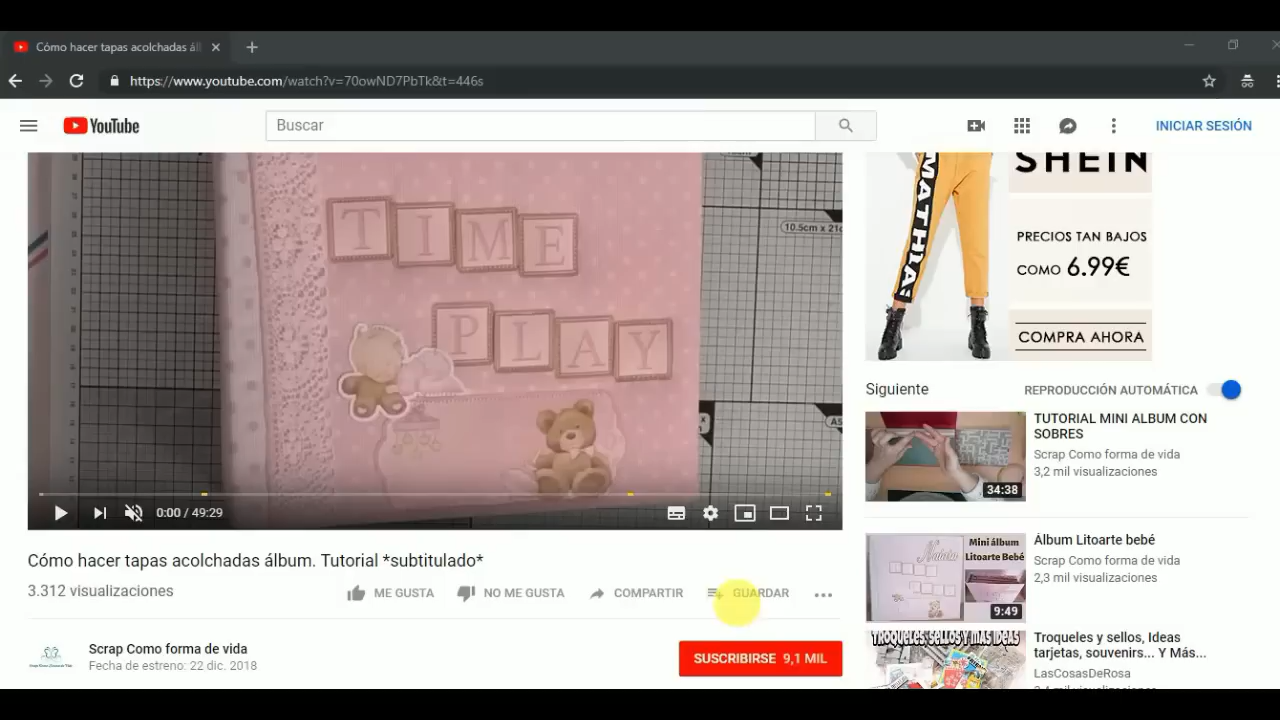 Cómo hacer tapas acolchadas ál
https://www.youtube.com/watch?v=70owND7PbTk&t=446s
YouTube
Buscar
INICIAR SESIÓN
TIME
PLAY
10.5cm x 21c
A5
0:00 / 49:29
Cómo hacer tapas acolchadas álbum. Tutorial *subtitulado*
3.312 visualizaciones
ME GUSTA
NO ME GUSTA
COMPARTIR
GUARDAR
Scrap Como forma de vida
Fecha de estreno: 22 dic. 2018
SUSCRIBIRSE 9,1 MIL
SHEIN
MATHLA
PRECIOS TAN BAJOS
COMO 6.99€
COMPRA AHORA
Siguiente
REPRODUCCIÓN AUTOMÁTICA
34:38
TUTORIAL MINI ALBUM CON
SOBRES
Scrap Como forma de vida
3,2 mil visualizaciones
Mini álbum
Litoarte Bebé
9:49
Álbum Litoarte bebé
Scrap Como forma de vida
2,3 mil visualizaciones
TROQUELES SELLOS Y MAS IDEAS
Troqueles y sellos, Ideas
tarjetas, souvenirs... Y Más...
LasCosasDeRosa